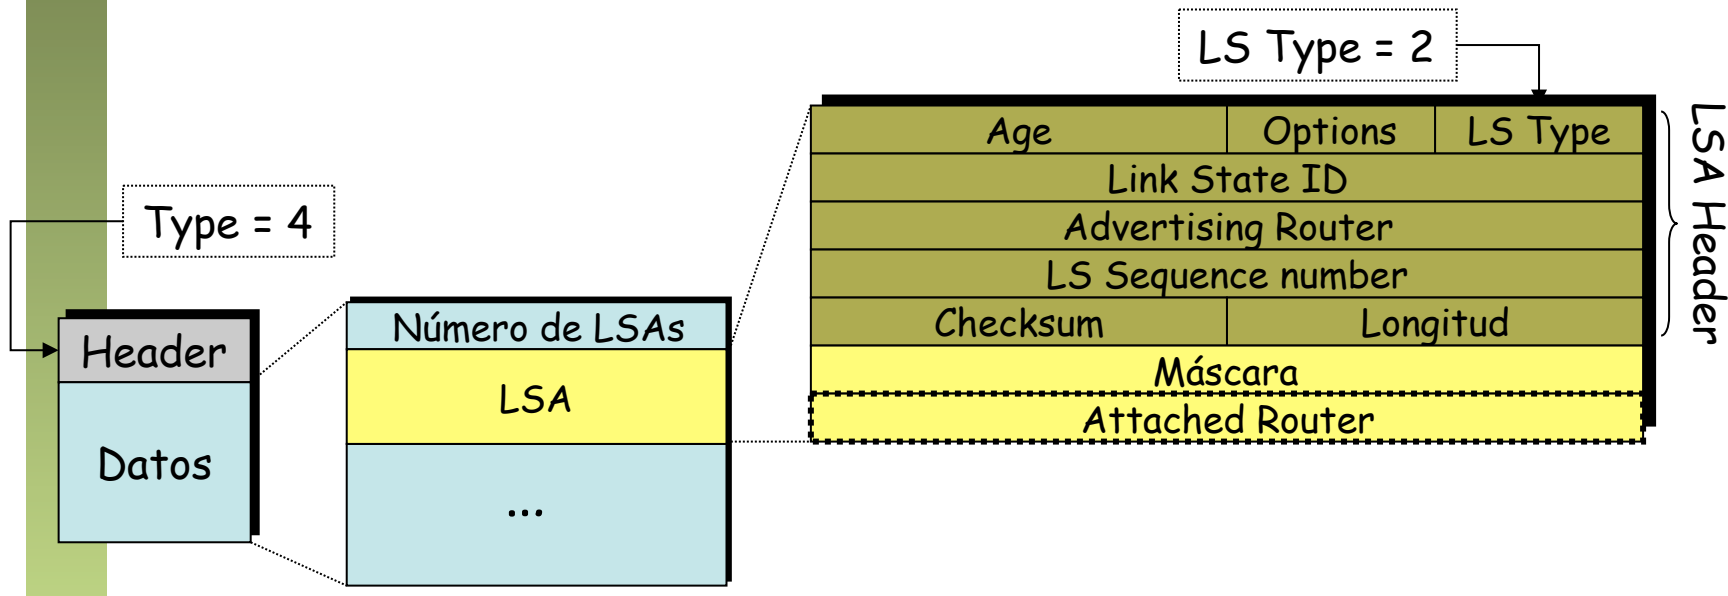 LS Type = 2
Age
Options
LS Type
Link State ID
Advertising Router
LS Sequence number
Checksum
Longitud
Máscara
Attached Router
LSA Header
Type = 4
Header
Datos
Número de LSAs
LSA
...